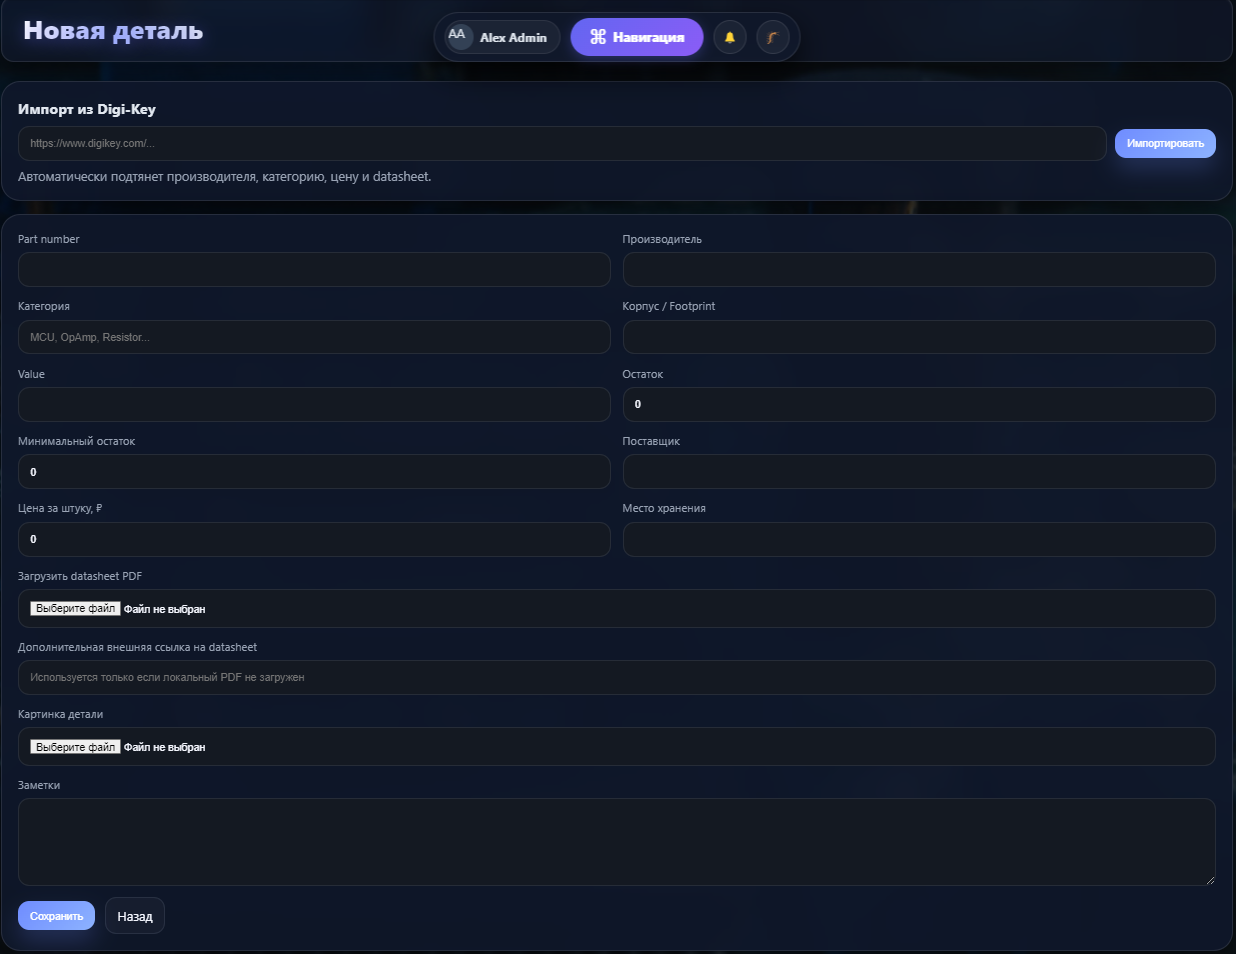 Новая деталь
AA
Alex Admin
⌘ Навигация
Импорт из Digi-Key
https://www.digikey.com/...
Импортировать
Автоматически подтянет производителя, категорию, цену и datasheet.
Part number
Производитель
Категория
Корпус / Footprint
MCU, OpAmp, Resistor...
Value
Остаток
0
Минимальный остаток
Поставщик
0
Цена за штуку, ₽
Место хранения
0
Загрузить datasheet PDF
Выберите файл Файл не выбран
Дополнительная внешняя ссылка на datasheet
Используется только если локальный PDF не загружен
Картинка детали
Выберите файл Файл не выбран
Заметки
Сохранить
Назад